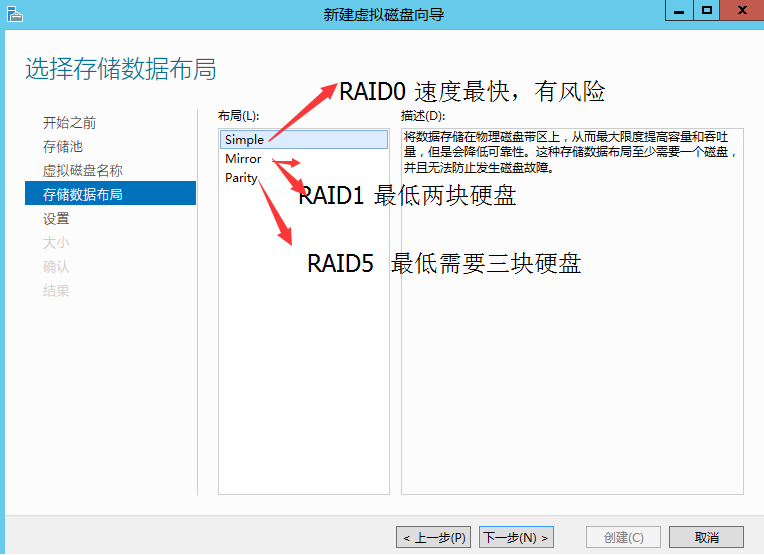 新建虚拟磁盘向导
选择存储数据布局
RAID0 速度最快，有风险
开始之前
存储池
虚拟磁盘名称
存储数据布局
设置
大小
确认
结果
布局(L):
Simple
Mirror
Parity
RAID1 最低两块硬盘
RAID5 最低需要三块硬盘
描述(D):
将数据存储在物理磁盘带区上，从而最大限度提高容量和吞吐
量，但是会降低可靠性。这种存储数据布局至少需要一个磁盘，
并且无法防止发生磁盘故障。
< 上一步(P)
下一步(N) >
创建(C)
取消